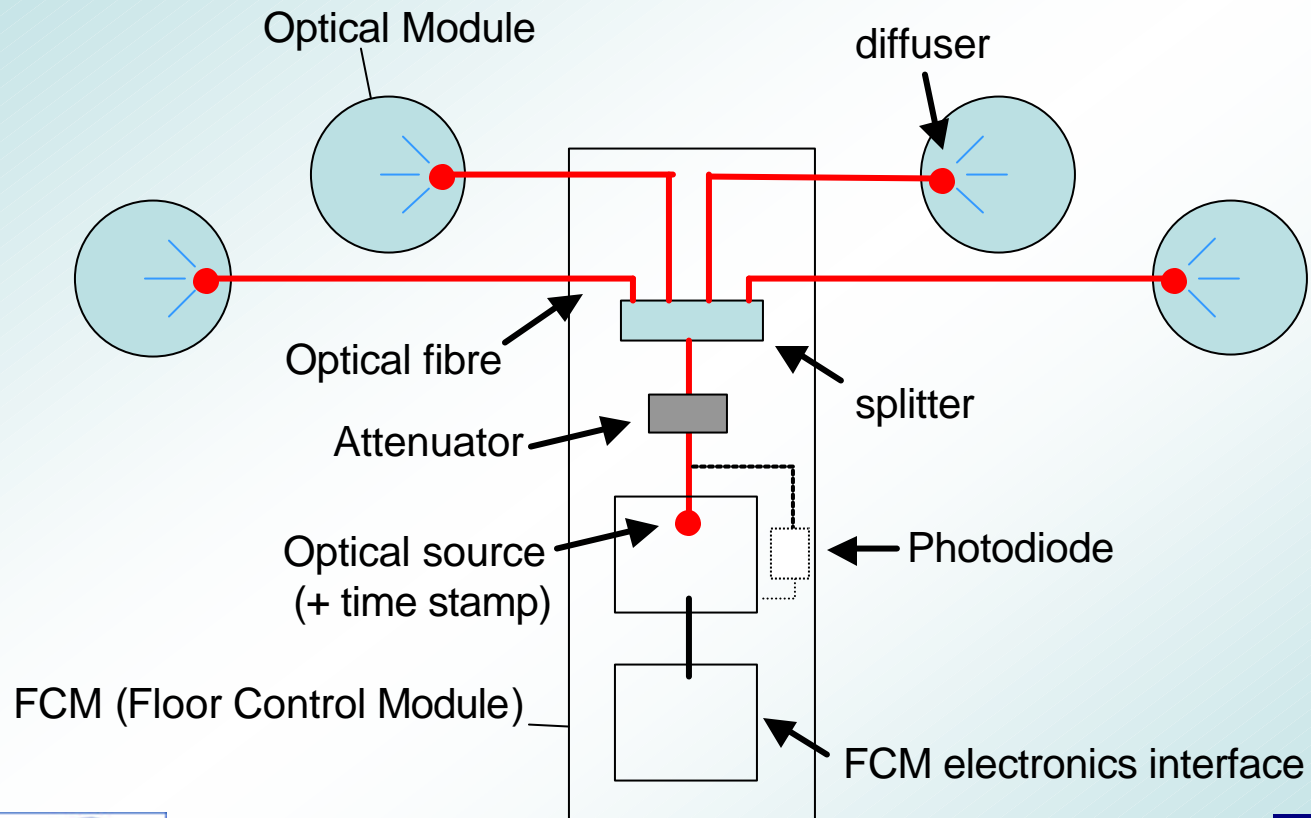 Optical Module
diffuser
Optical fibre
splitter
Attenuator
Optical source
(+ time stamp)
Photodiode
FCM (Floor Control Module)
FCM electronics interface